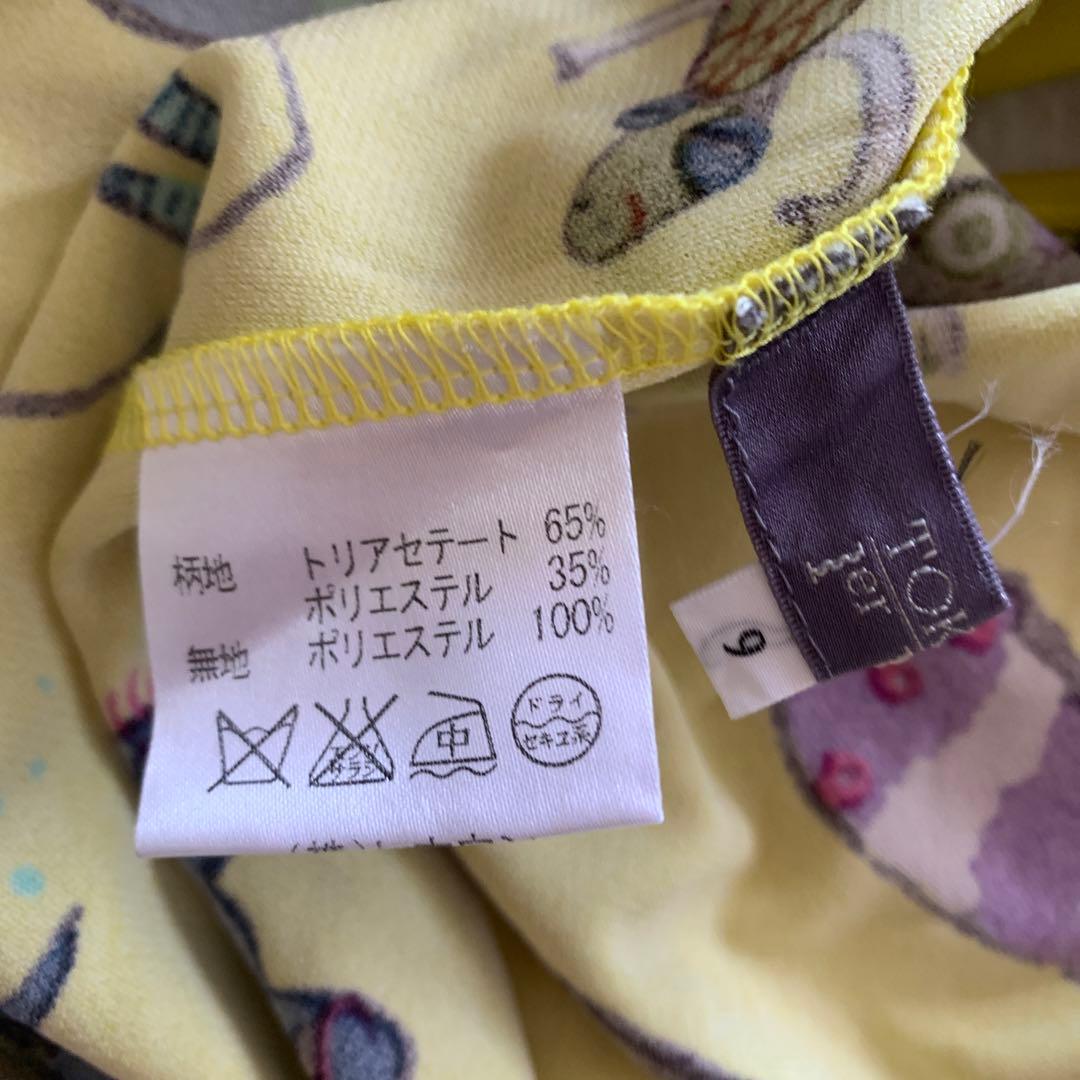 柄地 トリアセテート 65%
ポリエステル 35%
無地 ポリエステル 100%
中
ドライ
セキユ系
9
TOK